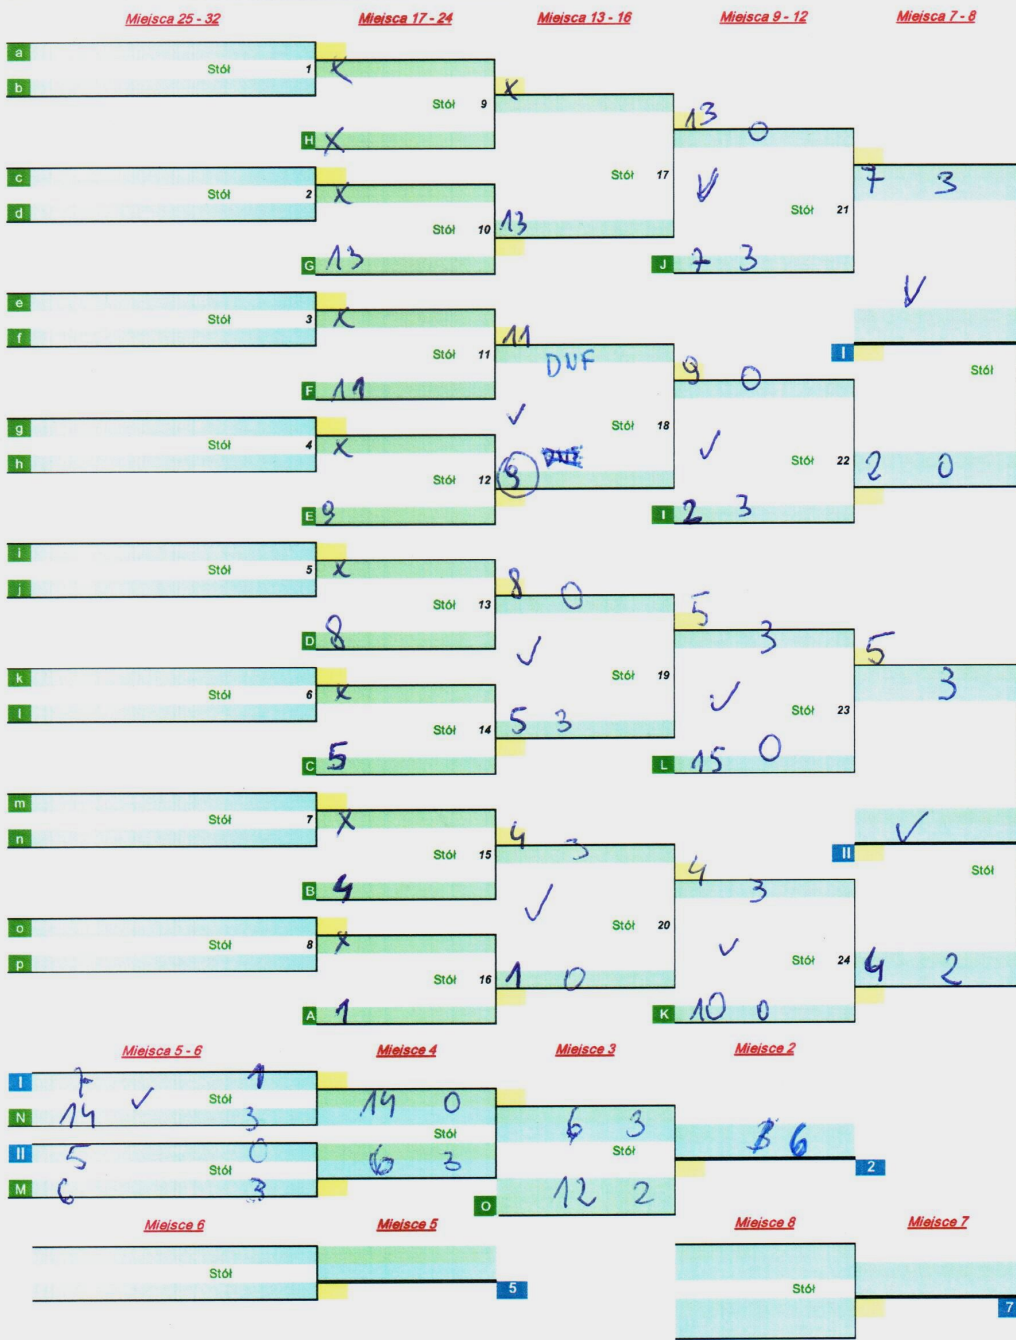 Miejsca 25 - 32 Miejsca 17 - 24 Miejsca 13 - 16 Miejsca 9 - 12 Miejsca 7 - 8
a
Stół 1 X
b
Stół 9 X
13 0
H X
7 3
c
Stół 2 X
Stół 17
d
Stół 21
Stół 10 13
G 13
J 7 3
e
Stół 3 X
f
11
DNF
I
Stół 11
Stół
F 11
9 0
g
Stół 4 X
Stół 18
h
Stół 22
Stół 12 9
2 0
E 9
I 2 3
i
Stół 5 X
j
8 0
Stół 13
5 3
D 8
5 3
k
Stół 6 X
Stół 19
l
Stół 23
Stół 14 5 3
C 5
L 15 0
m
Stół 7 X
n
4 3
Stół 15
II
B 4
4 3
Stół
o
Stół 8 X
Stół 20
p
Stół 24
Stół 16 1 0
4 2
A 1
K 10 0
Miejsca 5 - 6 Miejsce 4 Miejsce 3 Miejsce 2
I 7 1
Stół
N 14 3
14 0
6 3
Stół
Stół
II 5 0
Stół
M 6 3
6 3
6
2
O 12 2
Miejsce 6 Miejsce 5 Miejsce 8 Miejsce 7
Stół
5
Stół
7